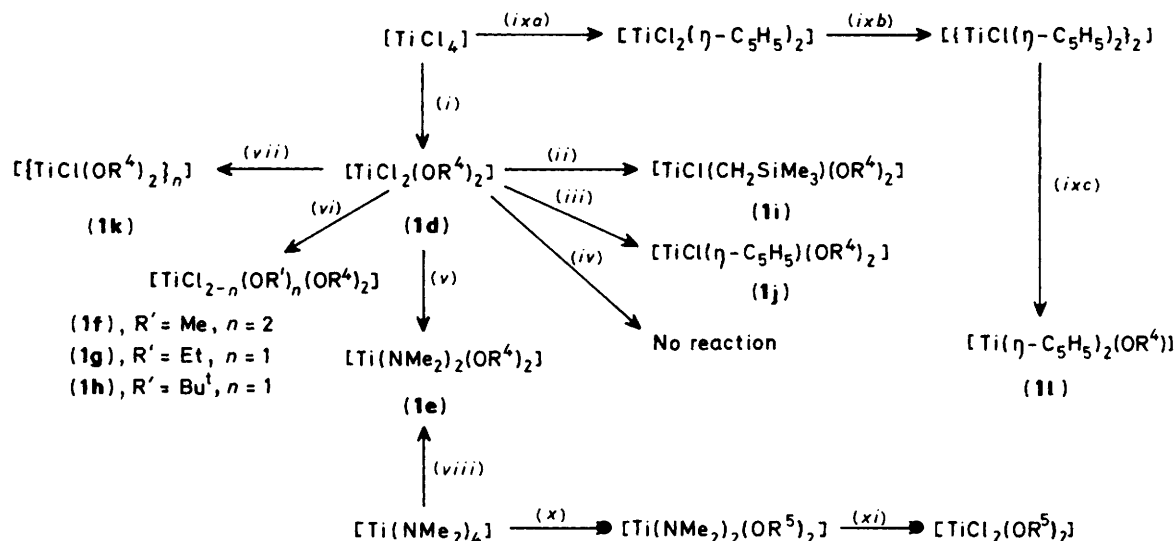 [TiCl₄] (ixa) [TiCl₂(η-C₅H₅)₂] (ixb) [{TiCl(η-C₅H₅)₂}₂]
(i)
[{TiCl(OR⁴)₂}ₙ] (vii) [TiCl₂(OR⁴)₂] (ii) [TiCl(CH₂SiMe₃)(OR⁴)₂]
(ixc)
(1k) (vi) (1d) (iii) (1i)
[TiCl₂₋ₙ(OR′)ₙ(OR⁴)₂] (v) (iv) [TiCl(η-C₅H₅)(OR⁴)₂]
(1j)
(1f), R′ = Me, n = 2
(1g), R′ = Et, n = 1 [Ti(NMe₂)₂(OR⁴)₂] No reaction [Ti(η-C₅H₅)₂(OR⁴)]
(1h), R′ = Buᵗ, n = 1 (1e) (1l)
(viii)
[Ti(NMe₂)₄] (x) [Ti(NMe₂)₂(OR⁵)₂] (xi) [TiCl₂(OR⁵)₂]